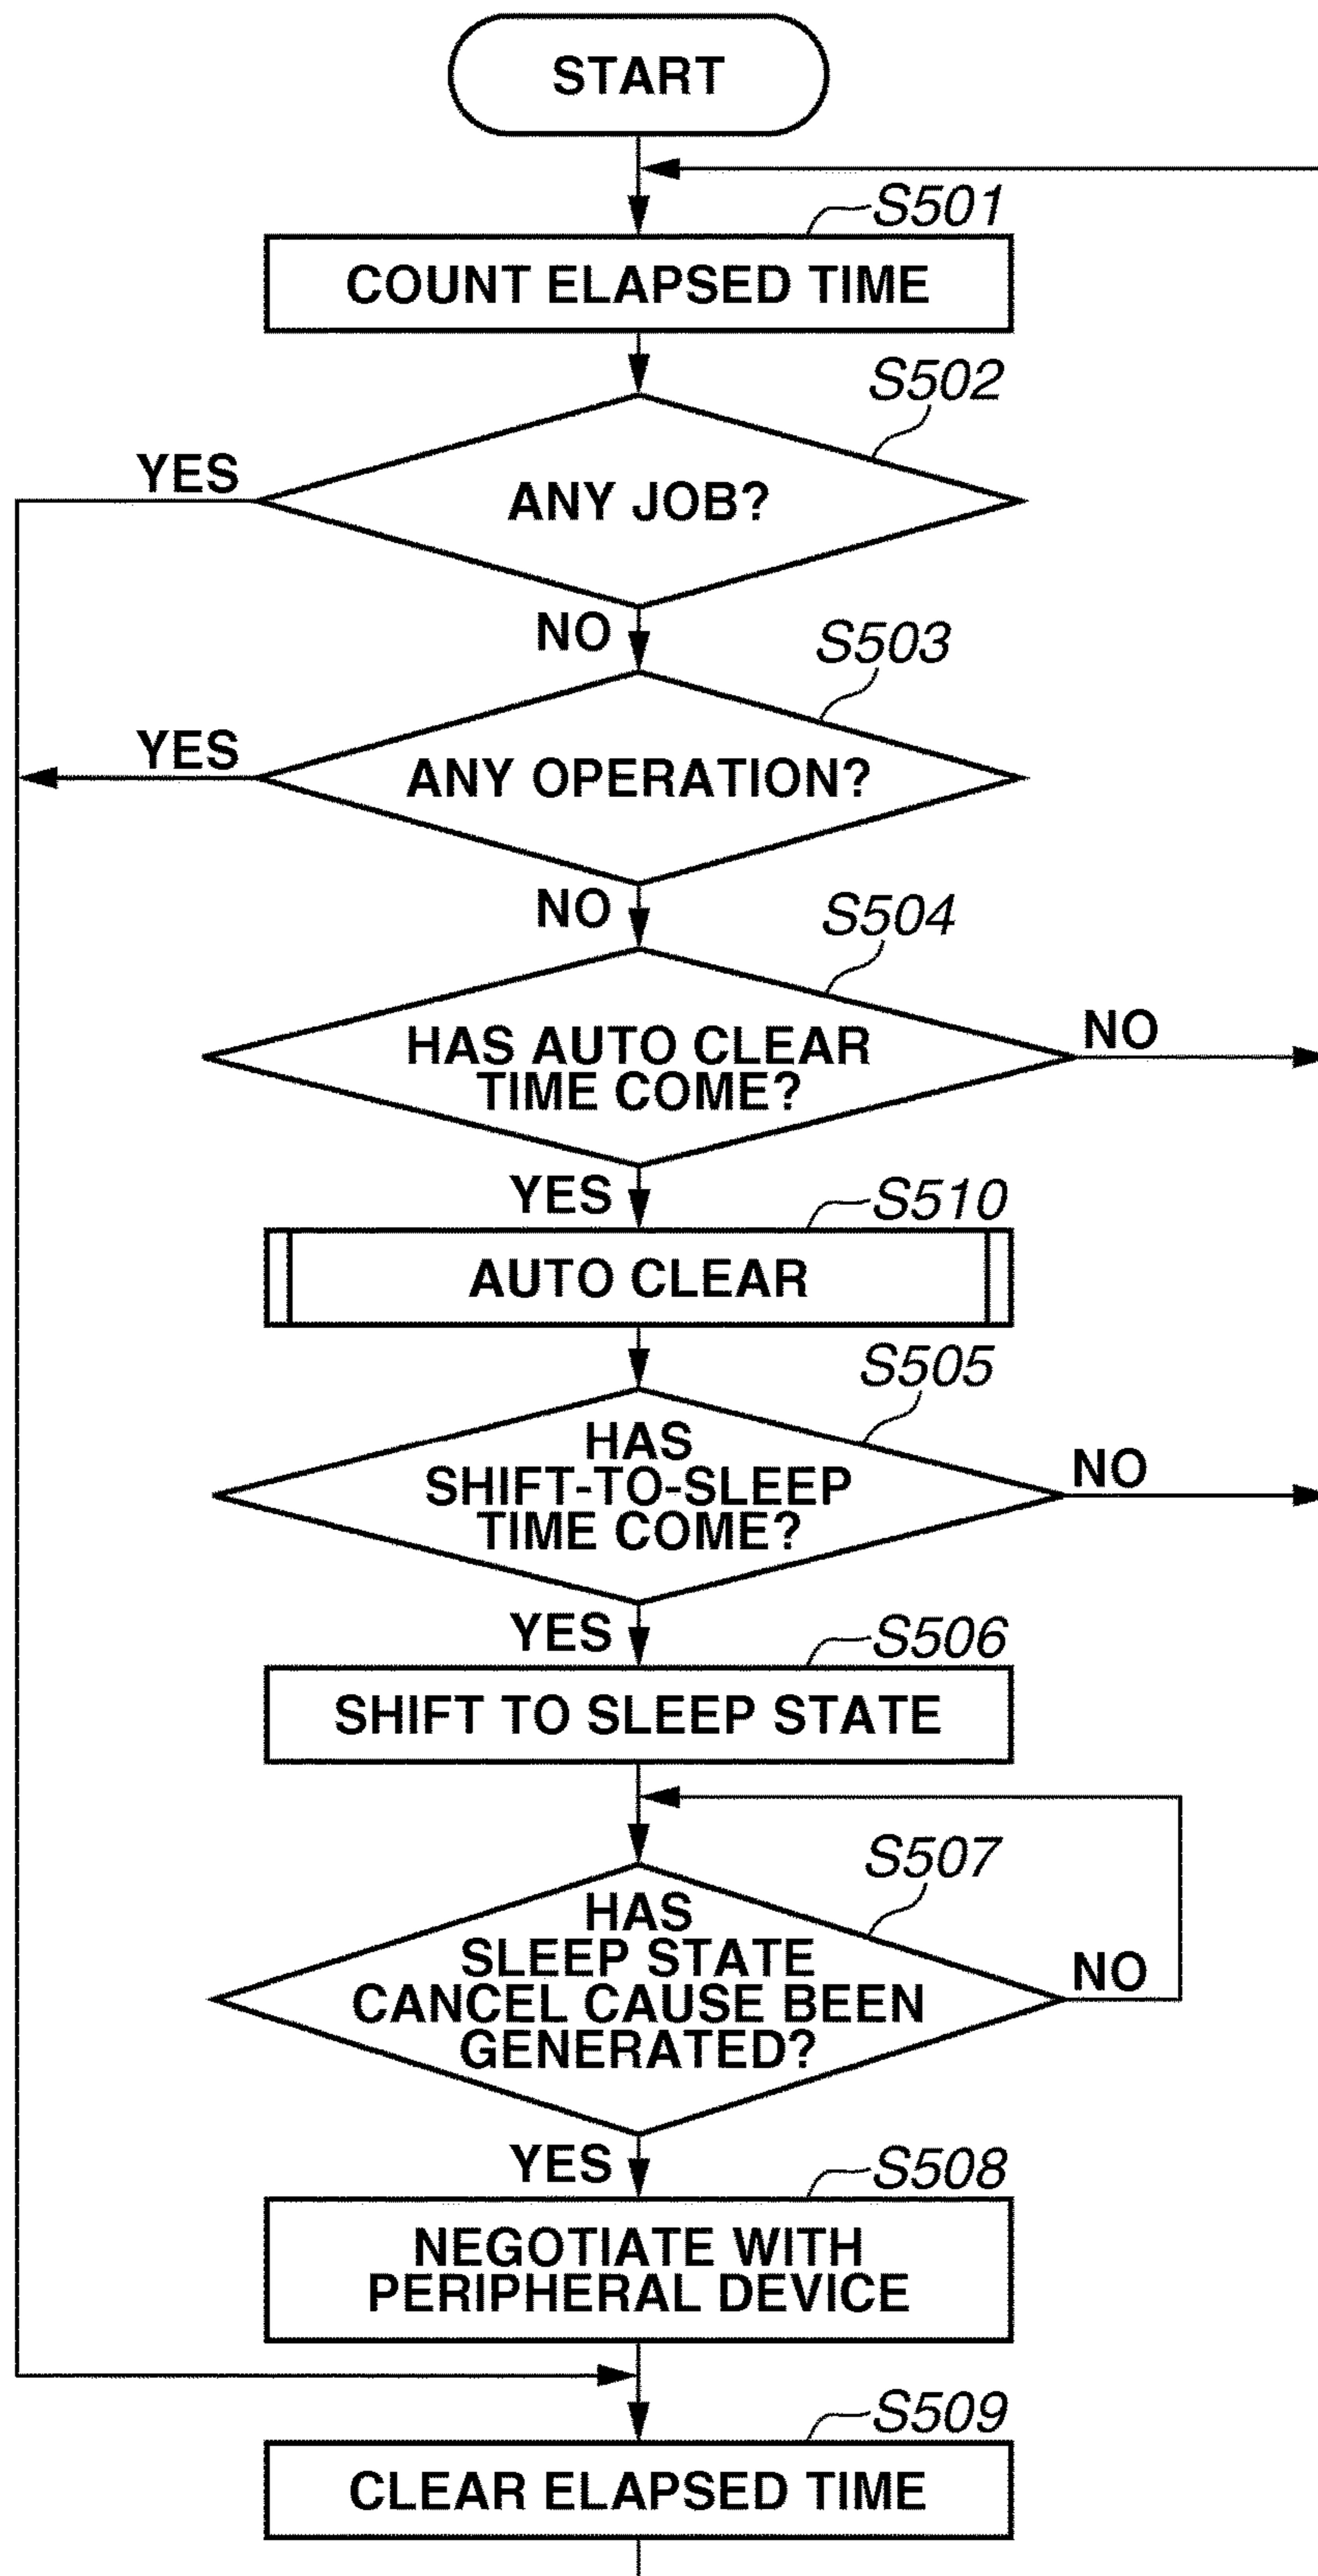 START
S501
COUNT ELAPSED TIME
S502
YES
ANY JOB?
NO
S503
YES
ANY OPERATION?
NO
S504
HAS AUTO CLEAR
TIME COME?
NO
YES
S510
AUTO CLEAR
S505
HAS
SHIFT-TO-SLEEP
TIME COME?
NO
YES
S506
SHIFT TO SLEEP STATE
S507
HAS
SLEEP STATE
CANCEL CAUSE BEEN
GENERATED?
NO
YES
S508
NEGOTIATE WITH
PERIPHERAL DEVICE
S509
CLEAR ELAPSED TIME